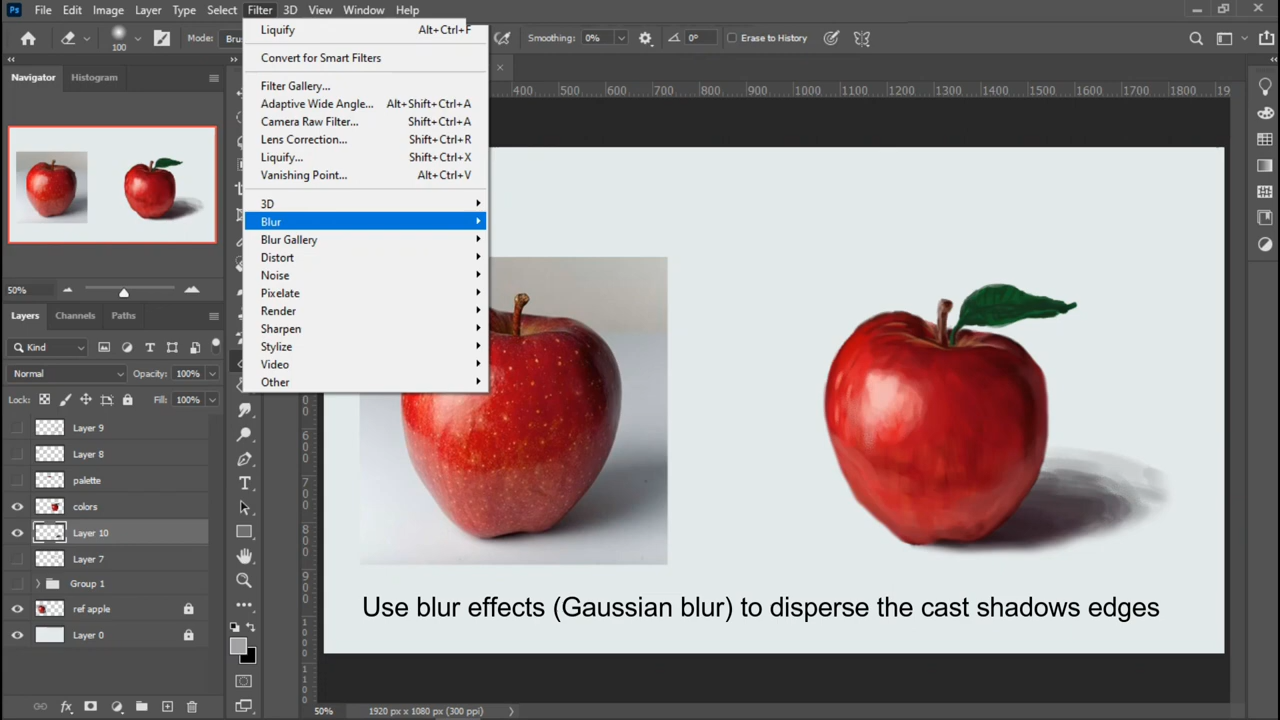 Ps File Edit Image Layer Type Select Filter 3D View Window Help
100 Mode: Bru Smoothing: 0% 0° Erase to History
Liquify Alt+Ctrl+F
Convert for Smart Filters
Filter Gallery...
Adaptive Wide Angle... Alt+Shift+Ctrl+A
Camera Raw Filter... Shift+Ctrl+A
Lens Correction... Shift+Ctrl+R
Liquify... Shift+Ctrl+X
Vanishing Point... Alt+Ctrl+V
3D
Blur
Blur Gallery
Distort
Noise
Pixelate
Render
Sharpen
Stylize
Video
Other
Navigator Histogram
50%
Layers Channels Paths
Kind
Normal Opacity: 100%
Lock: Fill: 100%
Layer 9
Layer 8
palette
colors
Layer 10
Layer 7
Group 1
ref apple
Layer 0
400 500 600 700 800 900 1000 1100 1200 1300 1400 1500 1600 1700 1800 19
Use blur effects (Gaussian blur) to disperse the cast shadows edges
50% 1920 px x 1080 px (300 ppi)